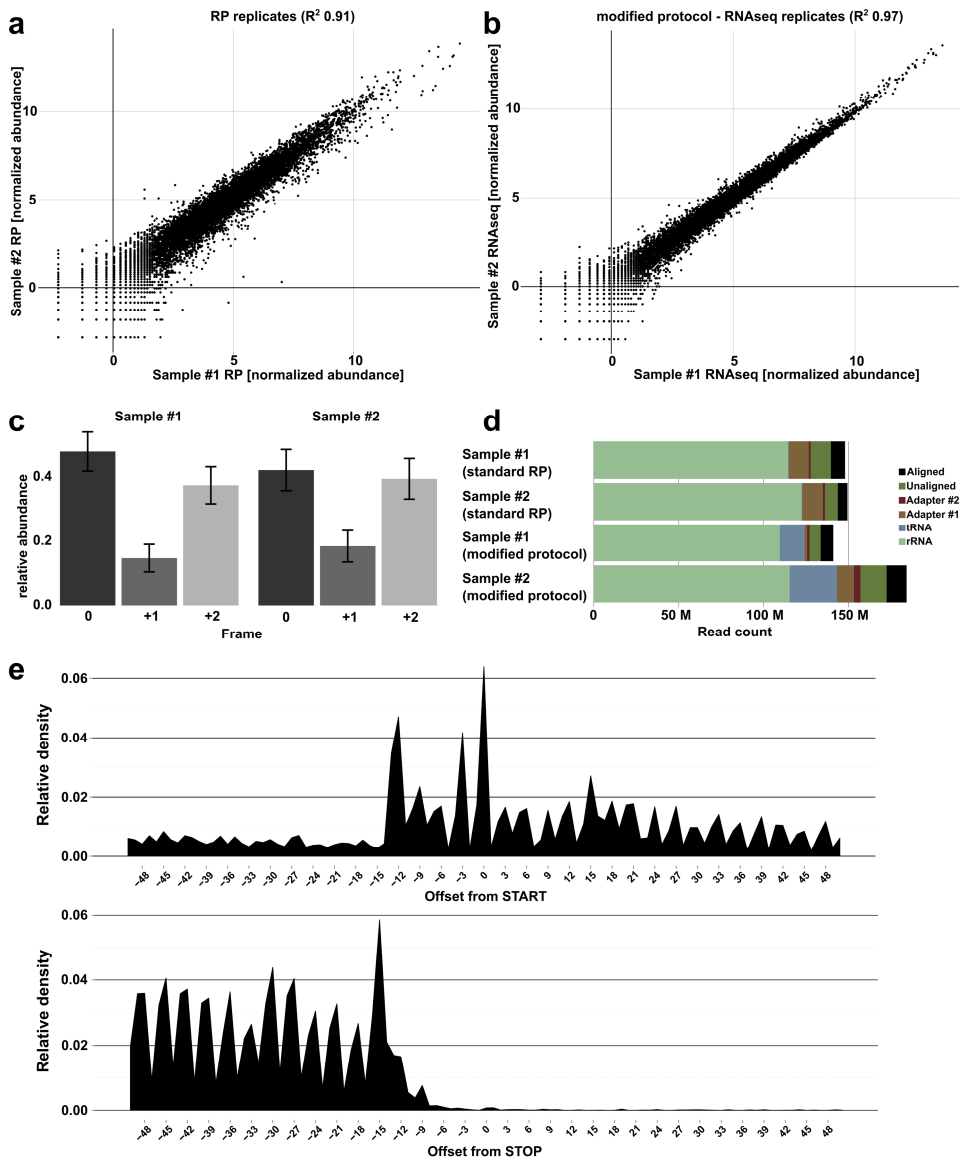 a
RP replicates (R² 0.91)
Sample #2 RP [normalized abundance]
10
5
0
0 5 10
Sample #1 RP [normalized abundance]
b
modified protocol - RNAseq replicates (R² 0.97)
Sample #2 RNAseq [normalized abundance]
10
5
0
0 5 10
Sample #1 RNAseq [normalized abundance]
c
Sample #1 Sample #2
relative abundance
0.4
0.2
0.0
0 +1 +2 0 +1 +2
Frame
d
Sample #1
(standard RP)
Sample #2
(standard RP)
Sample #1
(modified protocol)
Sample #2
(modified protocol)
0 50 M 100 M 150 M
Read count
Aligned
Unaligned
Adapter #2
Adapter #1
tRNA
rRNA
e
Relative density
0.06
0.04
0.02
0.00
−48 −45 −42 −39 −36 −33 −30 −27 −24 −21 −18 −15 −12 −9 −6 −3 0 3 6 9 12 15 18 21 24 27 30 33 36 39 42 45 48
Offset from START
Relative density
0.06
0.04
0.02
0.00
−48 −45 −42 −39 −36 −33 −30 −27 −24 −21 −18 −15 −12 −9 −6 −3 0 3 6 9 12 15 18 21 24 27 30 33 36 39 42 45 48
Offset from STOP